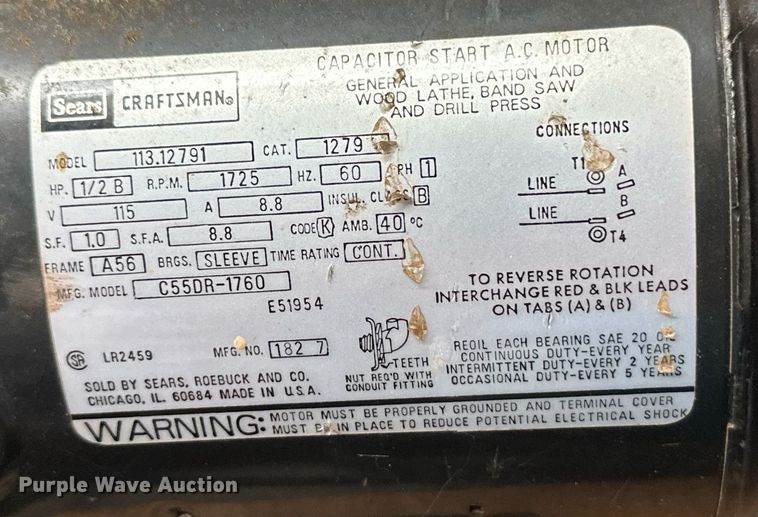 Sears CRAFTSMAN®
CAPACITOR START A.C. MOTOR
GENERAL APPLICATION AND
WOOD LATHE, BAND SAW
AND DRILL PRESS
MODEL 113.12791 CAT. 1279
HP. 1/2 B R.P.M. 1725 HZ. 60 PH 1
V 115 A 8.8 INSUL. CLASS B
S.F. 1.0 S.F.A. 8.8 CODE K AMB. 40 °C
FRAME A56 BRGS. SLEEVE TIME RATING CONT.
MFG. MODEL C55DR-1760
E51954
CONNECTIONS
T1 A
LINE
B
LINE
T4
TO REVERSE ROTATION
INTERCHANGE RED & BLK LEADS
ON TABS (A) & (B)
SA LR2459 MFG. NO. 182 7
TEETH
NUT REQ'D WITH
CONDUIT FITTING
REOIL EACH BEARING SAE 20 OIL
CONTINUOUS DUTY-EVERY YEAR
INTERMITTENT DUTY-EVERY 2 YEARS
OCCASIONAL DUTY-EVERY 5 YEARS
SOLD BY SEARS, ROEBUCK AND CO.
CHICAGO, IL. 60684 MADE IN U.S.A.
WARNING: MOTOR MUST BE PROPERLY GROUNDED AND TERMINAL COVER
MUST BE IN PLACE TO REDUCE POTENTIAL ELECTRICAL SHOCK
Purple Wave Auction